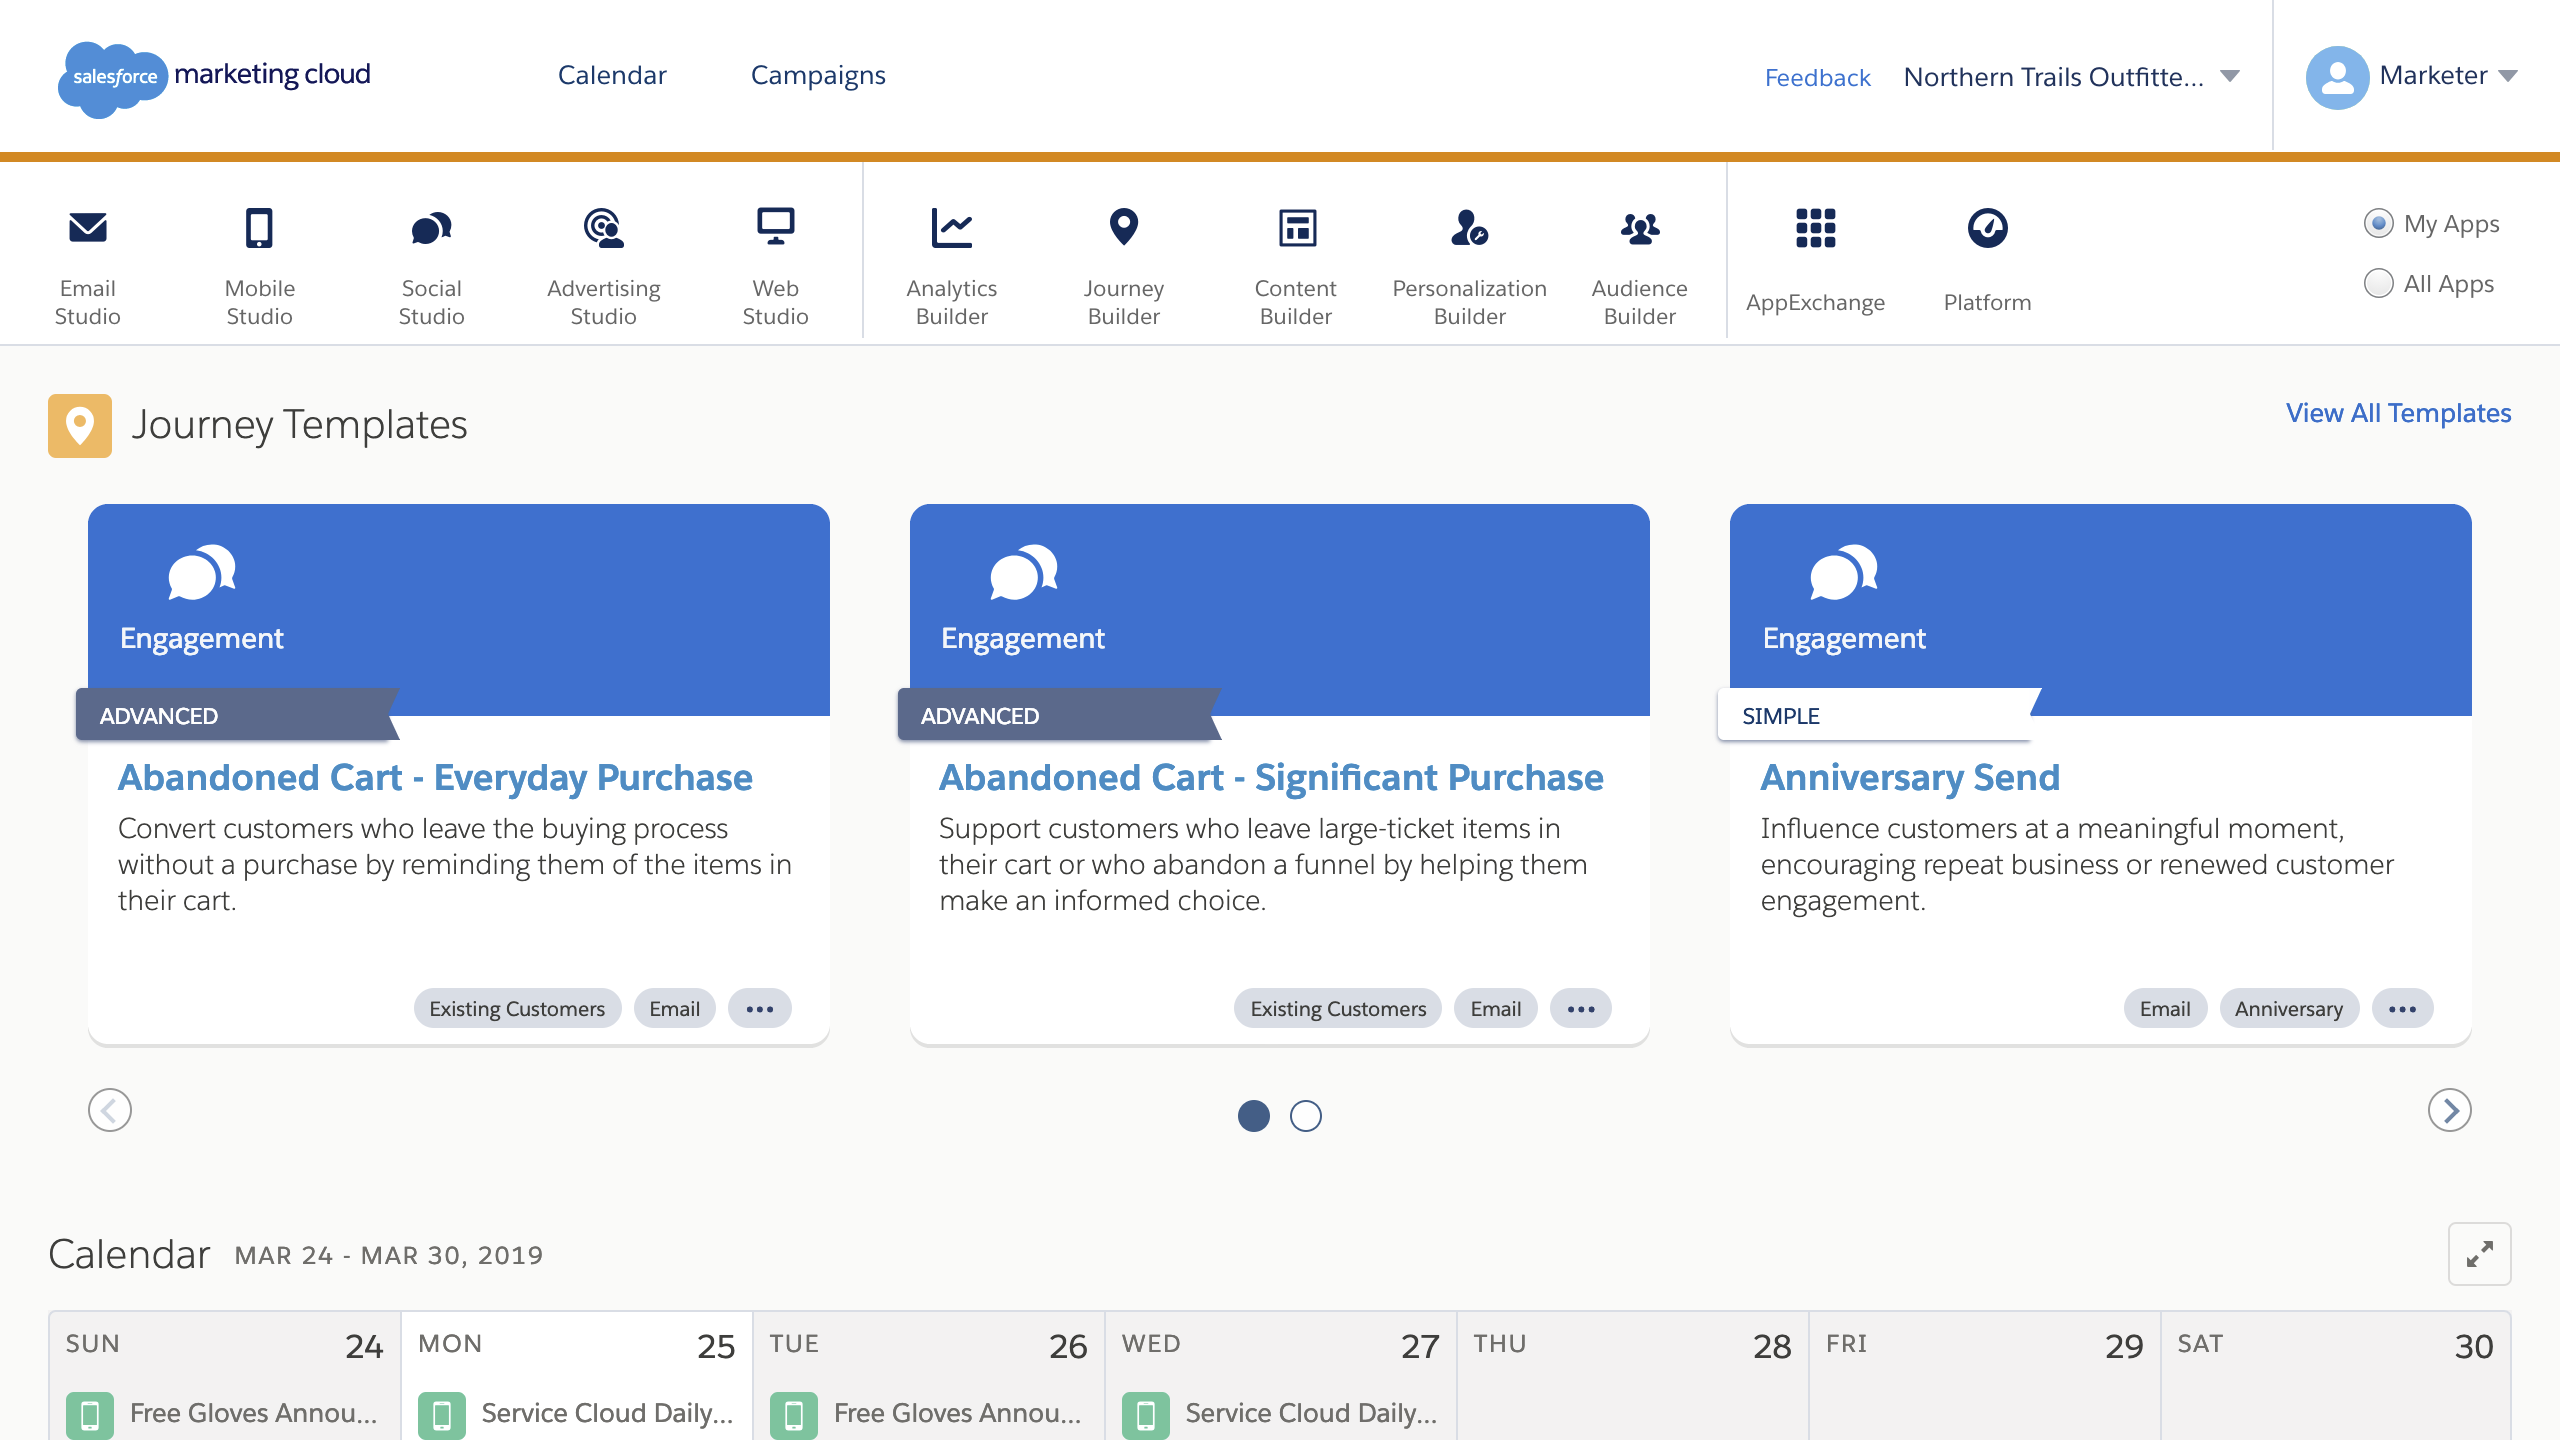 salesforce marketing cloud
Calendar
Campaigns
Feedback
Northern Trails Outfitte...
Marketer
Email
Studio
Mobile
Studio
Social
Studio
Advertising
Studio
Web
Studio
Analytics
Builder
Journey
Builder
Content
Builder
Personalization
Builder
Audience
Builder
AppExchange
Platform
My Apps
All Apps
Journey Templates
View All Templates
Engagement
ADVANCED
Abandoned Cart - Everyday Purchase
Convert customers who leave the buying process
without a purchase by reminding them of the items in
their cart.
Existing Customers
Email
Engagement
ADVANCED
Abandoned Cart - Significant Purchase
Support customers who leave large-ticket items in
their cart or who abandon a funnel by helping them
make an informed choice.
Existing Customers
Email
Engagement
SIMPLE
Anniversary Send
Influence customers at a meaningful moment,
encouraging repeat business or renewed customer
engagement.
Email
Anniversary
Calendar MAR 24 - MAR 30, 2019
SUN 24
Free Gloves Annou...
MON 25
Service Cloud Daily...
TUE 26
Free Gloves Annou...
WED 27
Service Cloud Daily...
THU 28
FRI 29
SAT 30